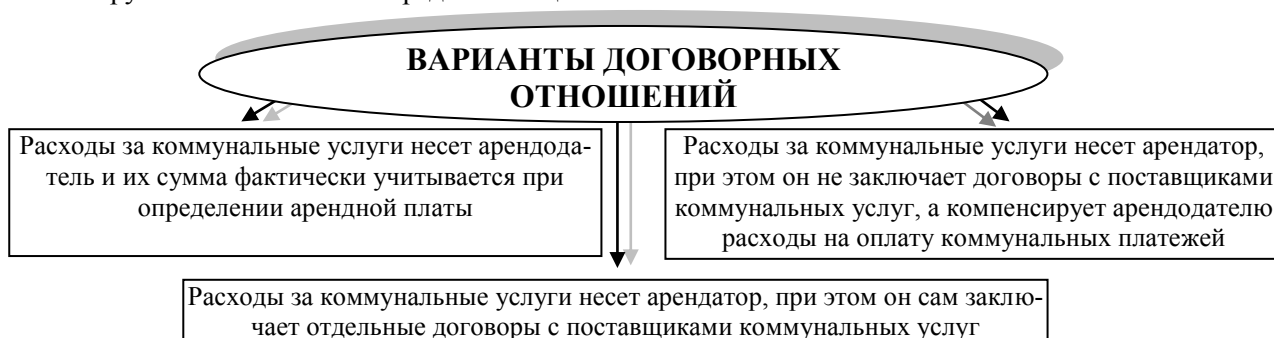 ВАРИАНТЫ ДОГОВОРНЫХ
ОТНОШЕНИЙ
Расходы за коммунальные услуги несет арендода-
тель и их сумма фактически учитывается при
определении арендной платы
Расходы за коммунальные услуги несет арендатор,
при этом он не заключает договоры с поставщиками
коммунальных услуг, а компенсирует арендодателю
расходы на оплату коммунальных платежей
Расходы за коммунальные услуги несет арендатор, при этом он сам заклю-
чает отдельные договоры с поставщиками коммунальных услуг